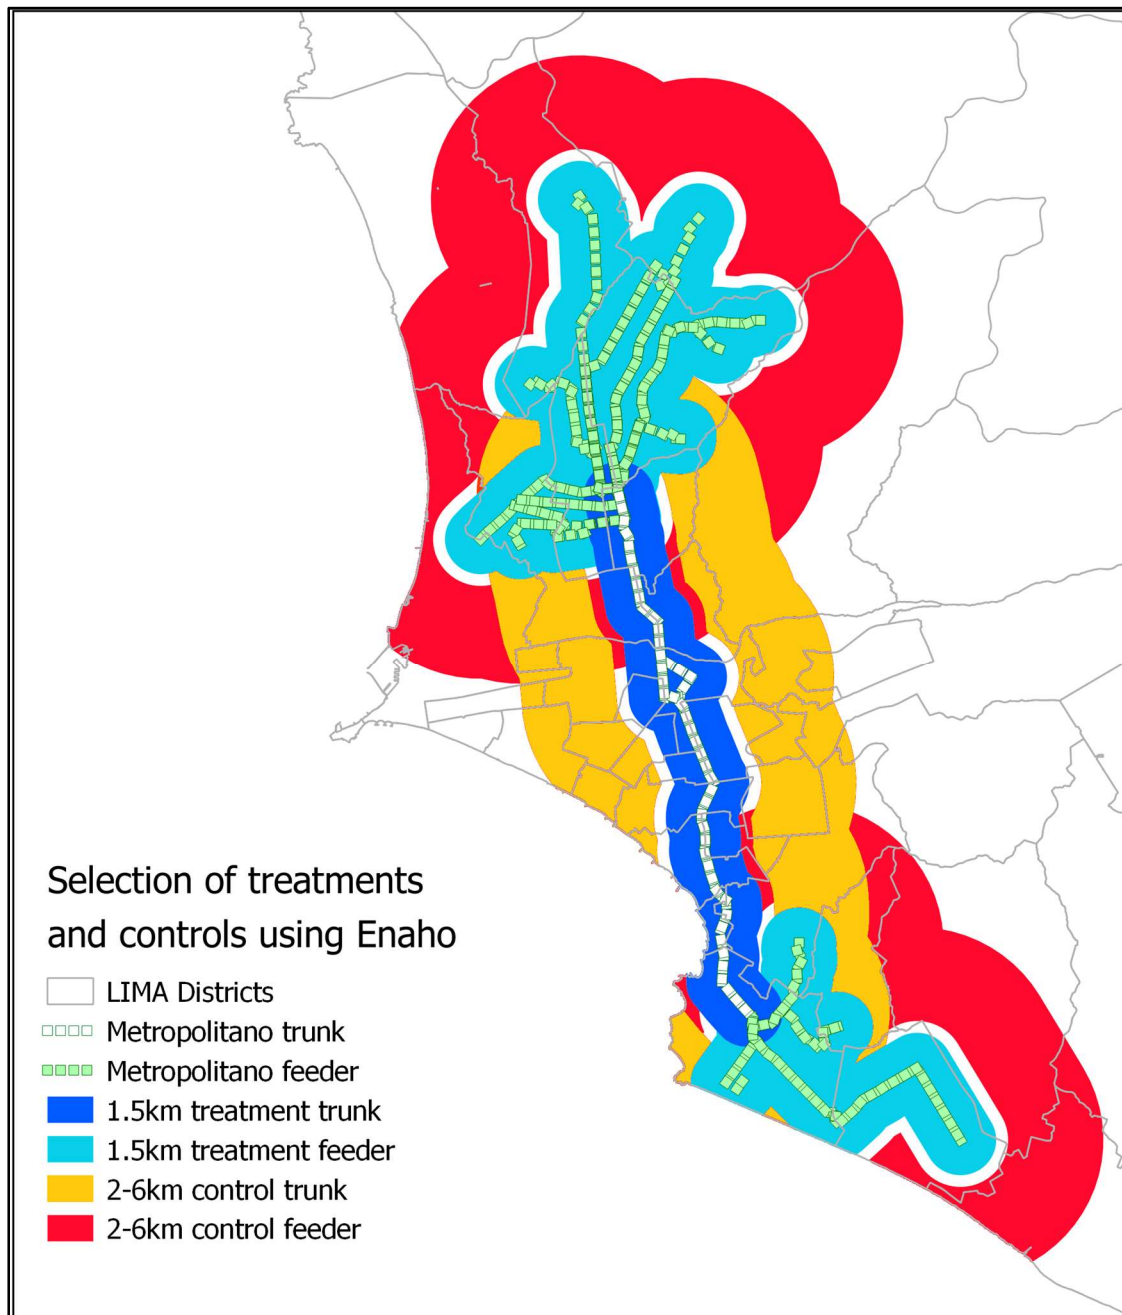 Selection of treatments
and controls using Enaho
LIMA Districts
Metropolitano trunk
Metropolitano feeder
1.5km treatment trunk
1.5km treatment feeder
2-6km control trunk
2-6km control feeder